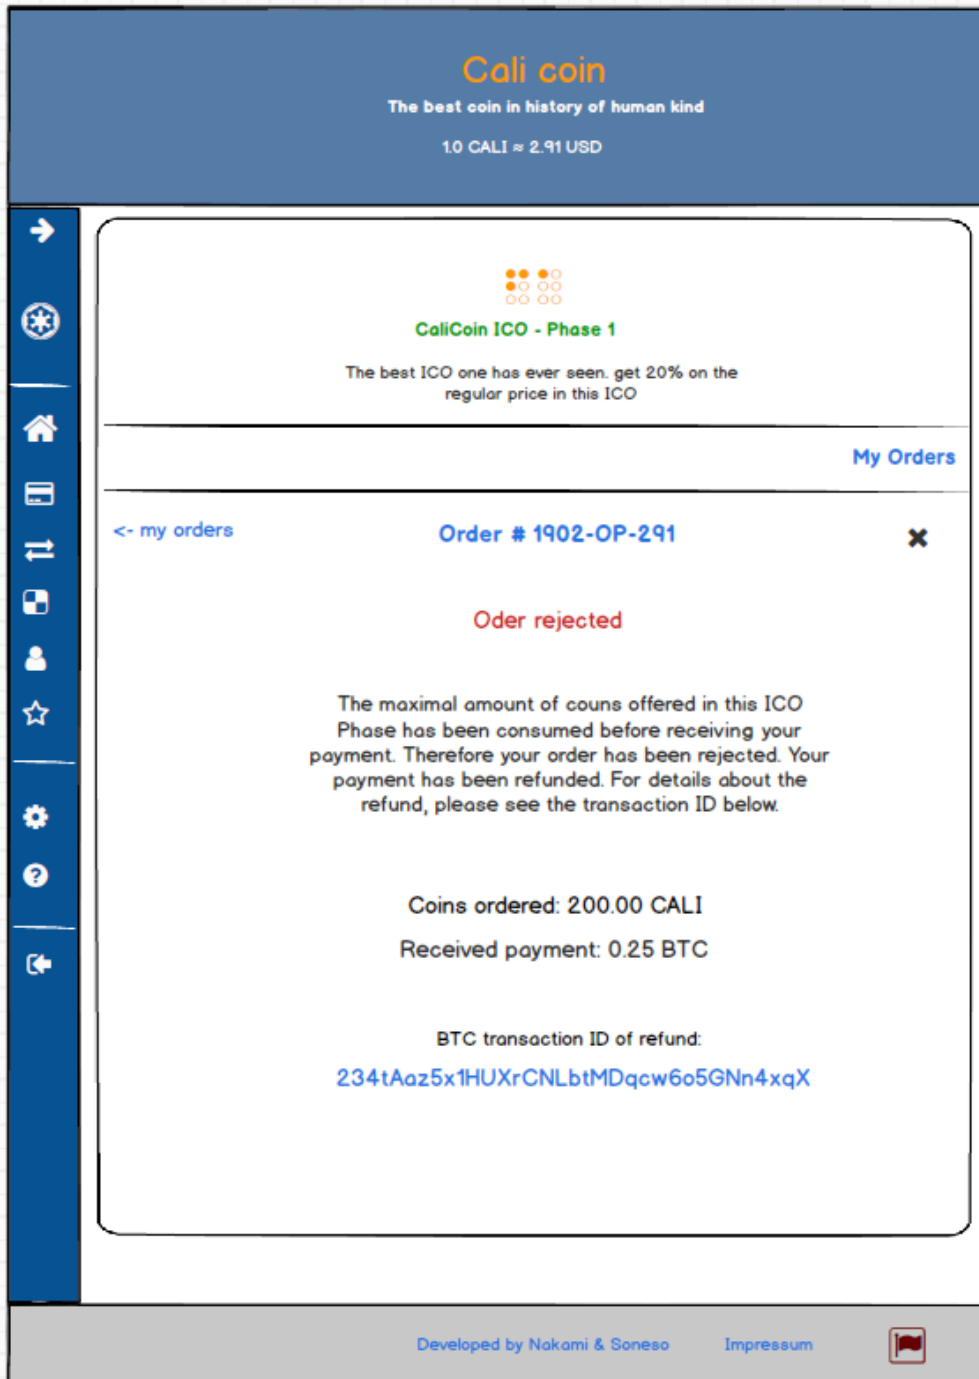 Cali coin
The best coin in history of human kind
1.0 CALI ≈ 2.91 USD
CaliCoin ICO - Phase 1
The best ICO one has ever seen. get 20% on the
regular price in this ICO
My Orders
<- my orders
Order # 1902-OP-291
Oder rejected
The maximal amount of couns offered in this ICO
Phase has been consumed before receiving your
payment. Therefore your order has been rejected. Your
payment has been refunded. For details about the
refund, please see the transaction ID below.
Coins ordered: 200.00 CALI
Received payment: 0.25 BTC
BTC transaction ID of refund:
234tAaz5x1HUXrCNLbtMDqcw6o5GNn4xqX
Developed by Nakami & Soneso
Impressum